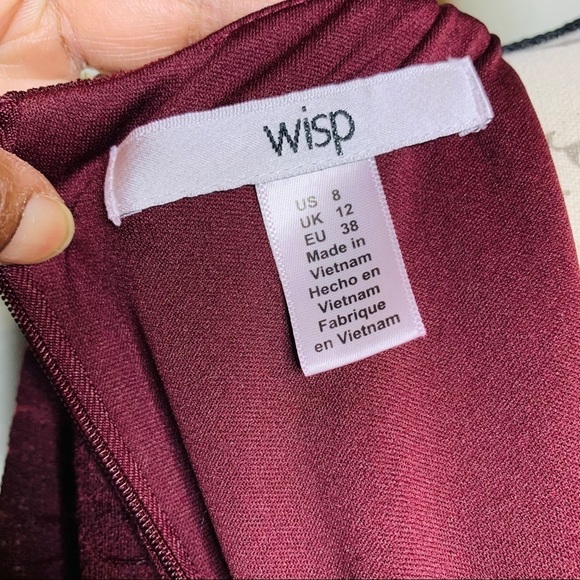 wisp
US 8
UK 12
EU 38
Made in
Vietnam
Hecho en
Vietnam
Fabrique
en Vietnam